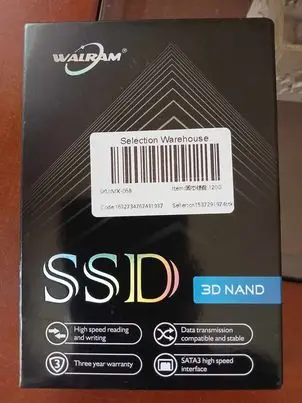 WALRAM
Selection Warehouse
SSD
3D NAND
High speed reading
and writing
Data transmission
compatible and stable
3
Three year warranty
SATA3 high speed
interface